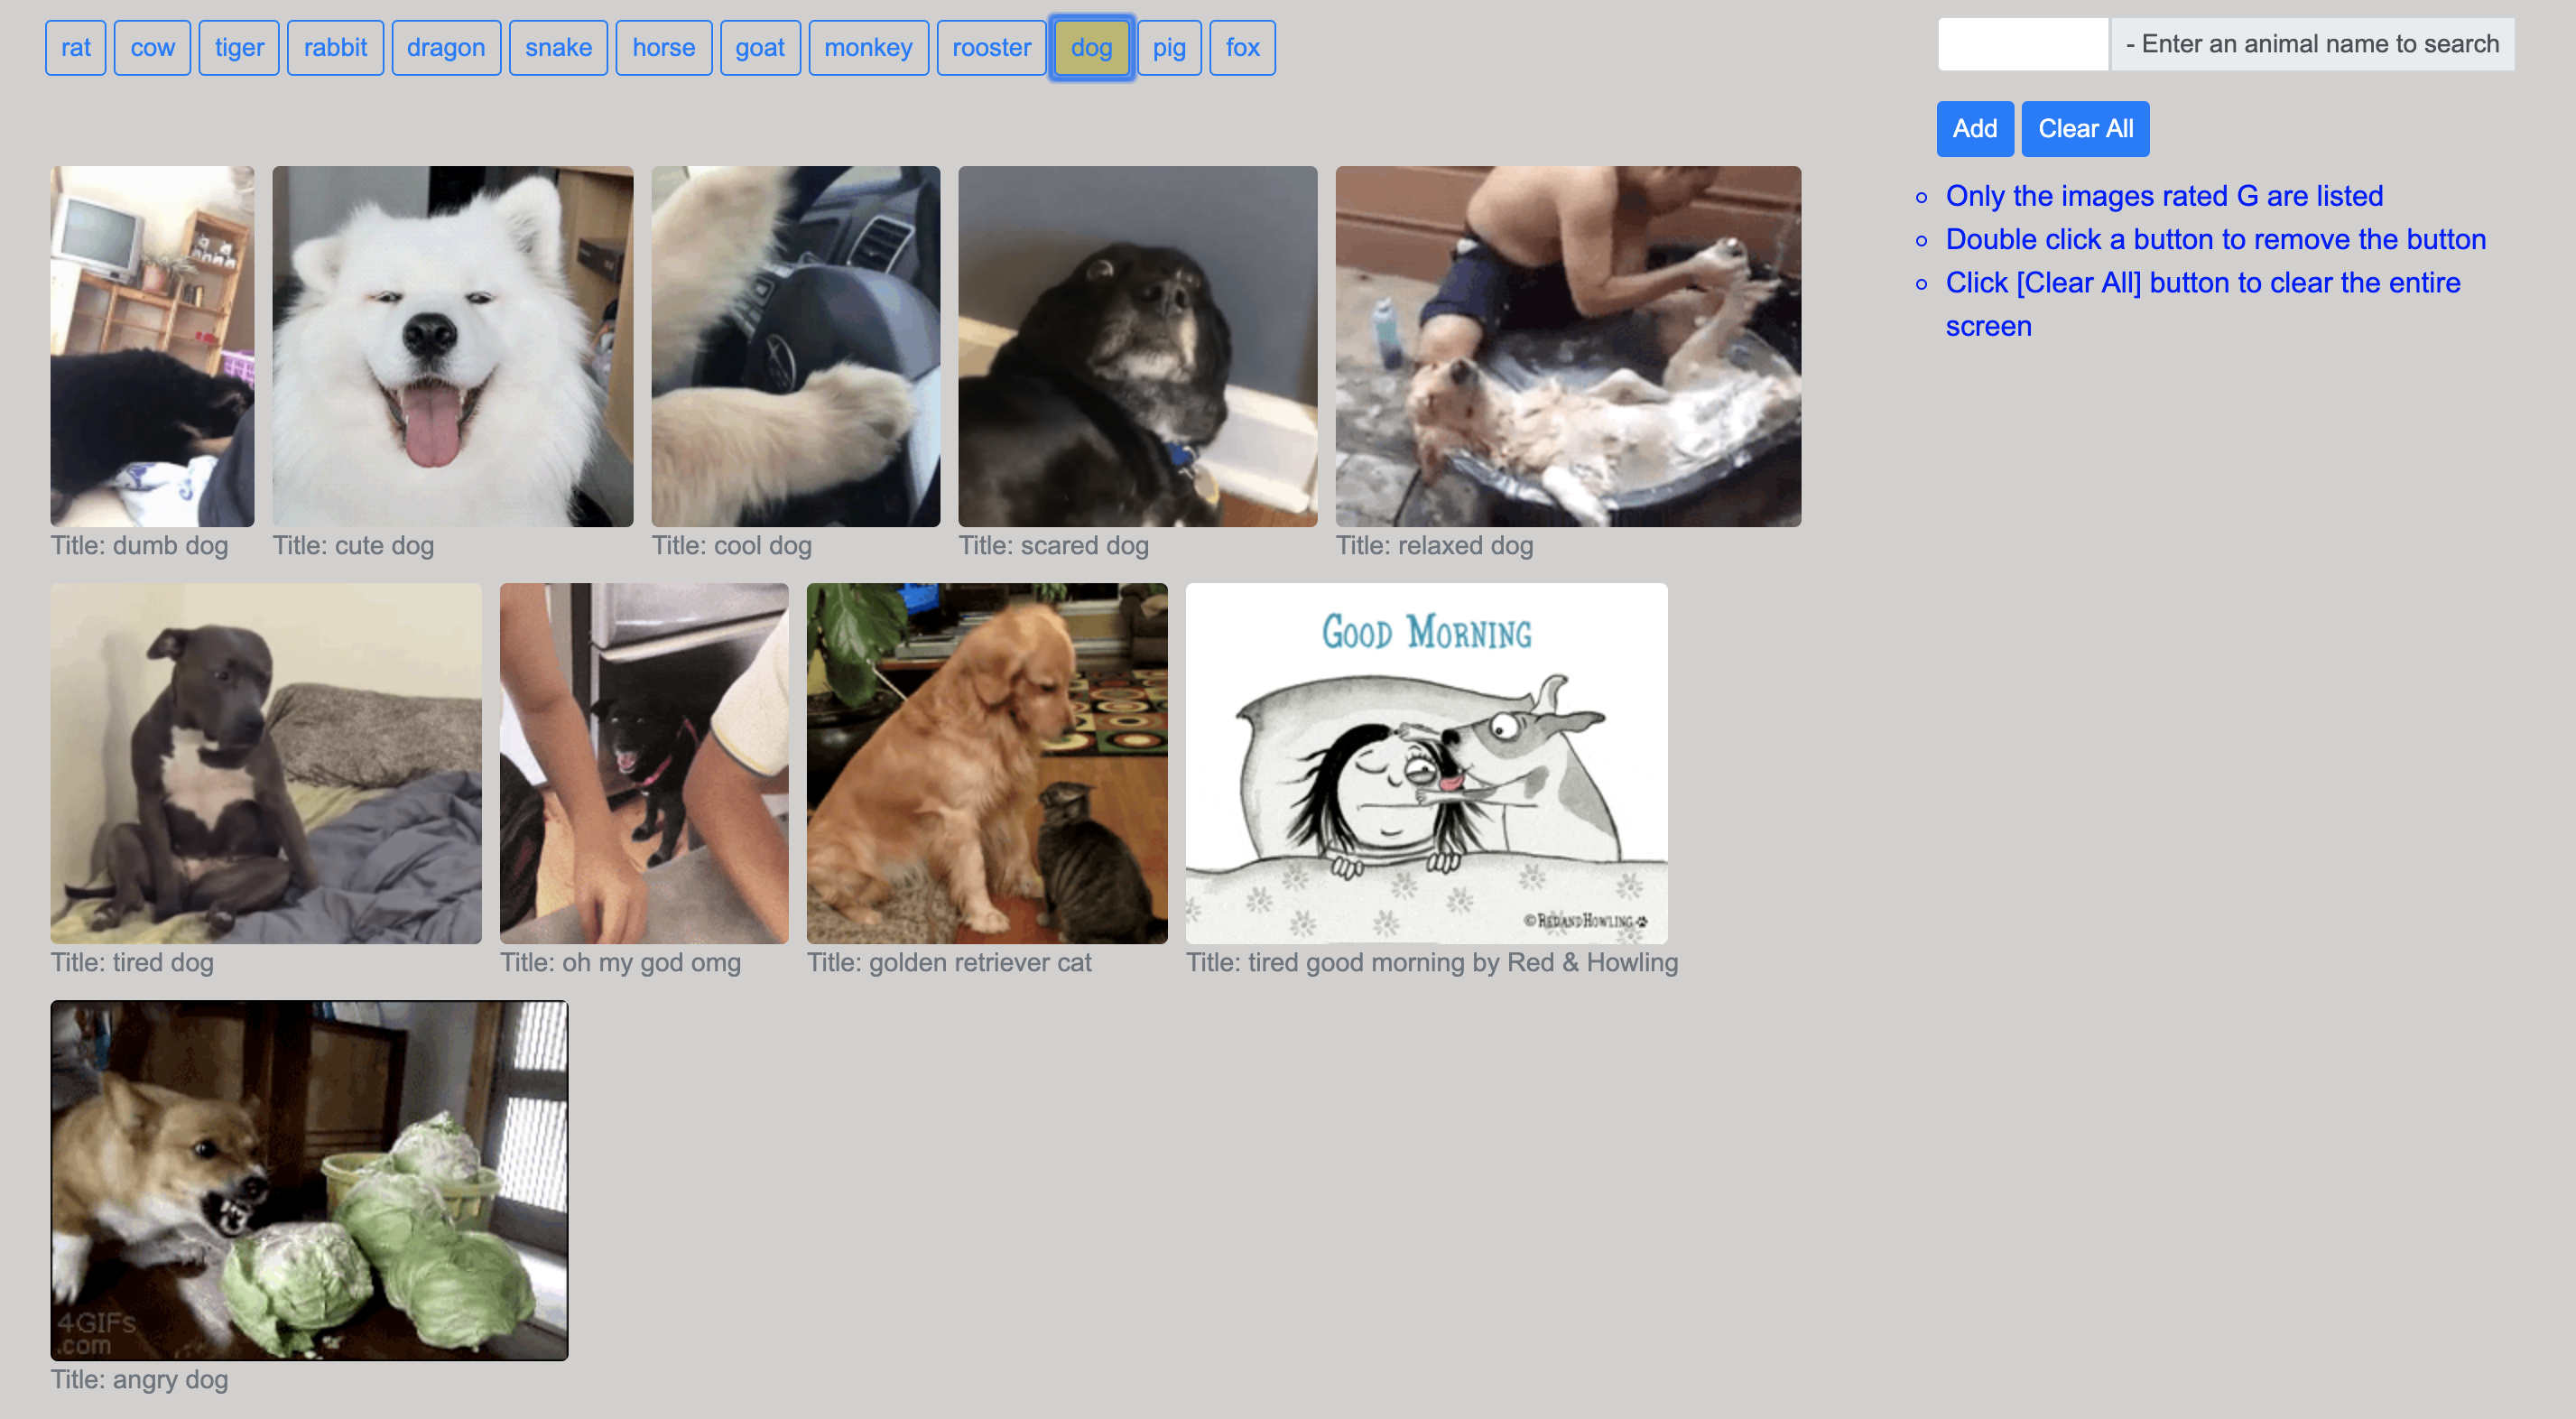 rat cow tiger rabbit dragon snake horse goat monkey rooster dog pig fox
- Enter an animal name to search
Add Clear All
Only the images rated G are listed
Double click a button to remove the button
Click [Clear All] button to clear the entire
screen
Title: dumb dog
Title: cute dog
Title: cool dog
Title: scared dog
Title: relaxed dog
GOOD MORNING
©REDANDHOWLING
Title: tired dog
Title: oh my god omg
Title: golden retriever cat
Title: tired good morning by Red & Howling
4GIFs
.com
Title: angry dog